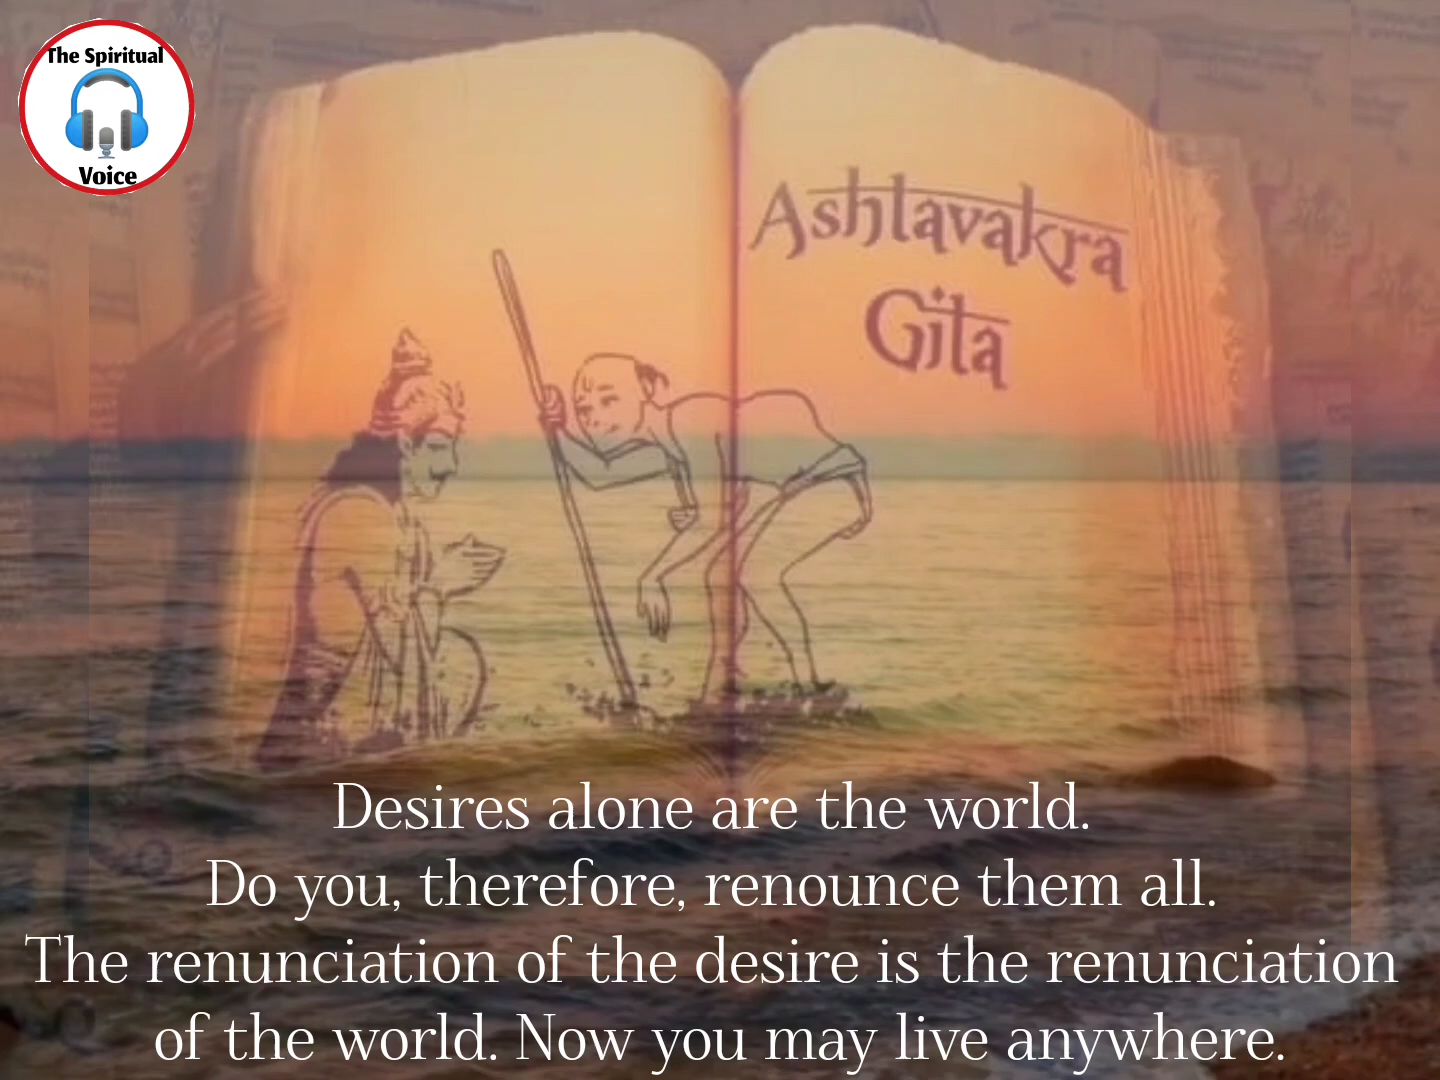 The Spiritual
Voice
Ashtavakra
Gita
Desires alone are the world.
Do you, therefore, renounce them all.
The renunciation of the desire is the renunciation
of the world. Now you may live anywhere.